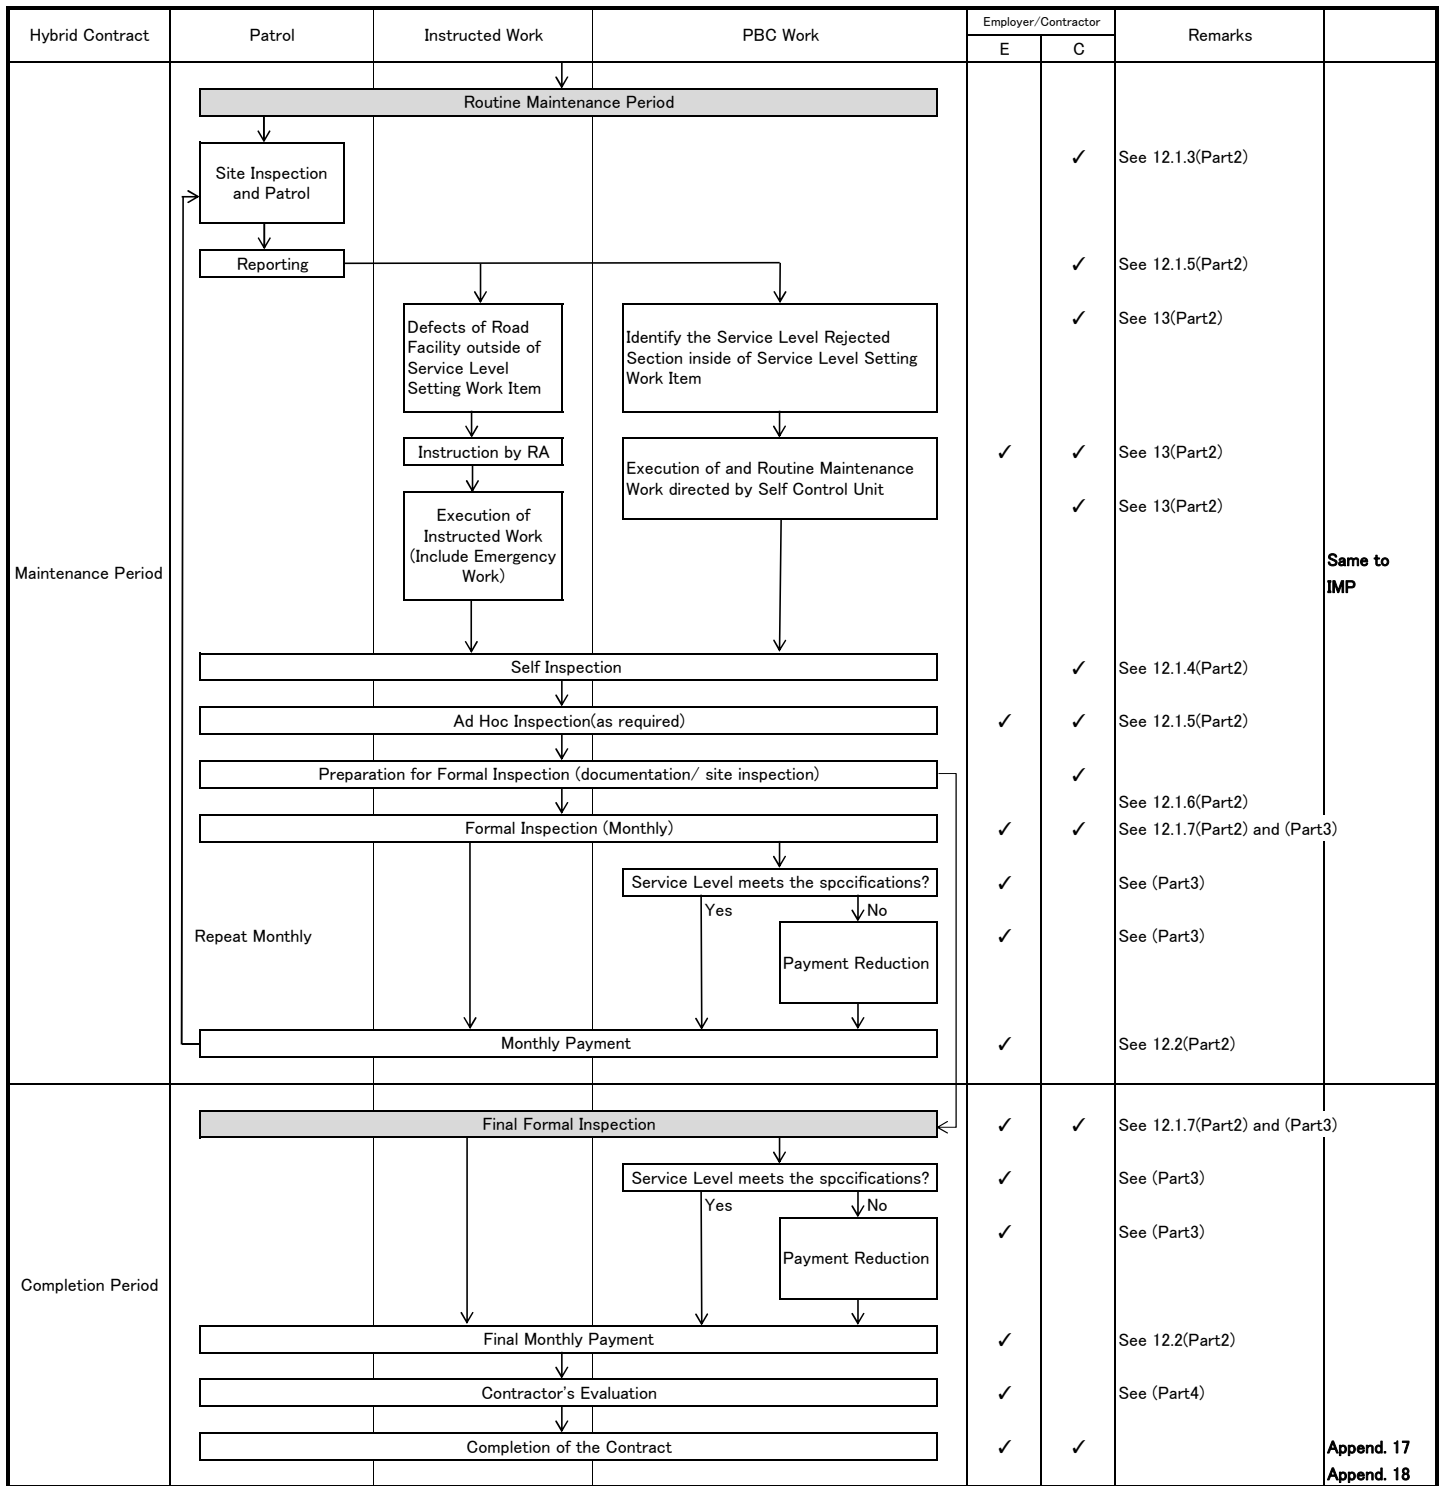 Hybrid Contract
Patrol
Instructed Work
PBC Work
Employer/Contractor
E
C
Remarks
Routine Maintenance Period
Site Inspection
and Patrol
✓
See 12.1.3(Part2)
Reporting
✓
See 12.1.5(Part2)
Defects of Road
Facility outside of
Service Level
Setting Work Item
Identify the Service Level Rejected
Section inside of Service Level Setting
Work Item
✓
See 13(Part2)
Instruction by RA
✓
✓
See 13(Part2)
Execution of and Routine Maintenance
Work directed by Self Control Unit
Execution of
Instructed Work
(Include Emergency
Work)
✓
See 13(Part2)
Maintenance Period
Same to
IMP
Self Inspection
✓
See 12.1.4(Part2)
Ad Hoc Inspection(as required)
✓
✓
See 12.1.5(Part2)
Preparation for Formal Inspection (documentation/ site inspection)
✓
See 12.1.6(Part2)
Formal Inspection (Monthly)
✓
✓
See 12.1.7(Part2) and (Part3)
Service Level meets the spccifications?
✓
See (Part3)
Yes
No
Repeat Monthly
✓
See (Part3)
Payment Reduction
Monthly Payment
✓
See 12.2(Part2)
Final Formal Inspection
✓
✓
See 12.1.7(Part2) and (Part3)
Service Level meets the spccifications?
✓
See (Part3)
Yes
No
✓
See (Part3)
Payment Reduction
Completion Period
Final Monthly Payment
✓
See 12.2(Part2)
Contractor's Evaluation
✓
See (Part4)
Completion of the Contract
✓
✓
Append. 17
Append. 18